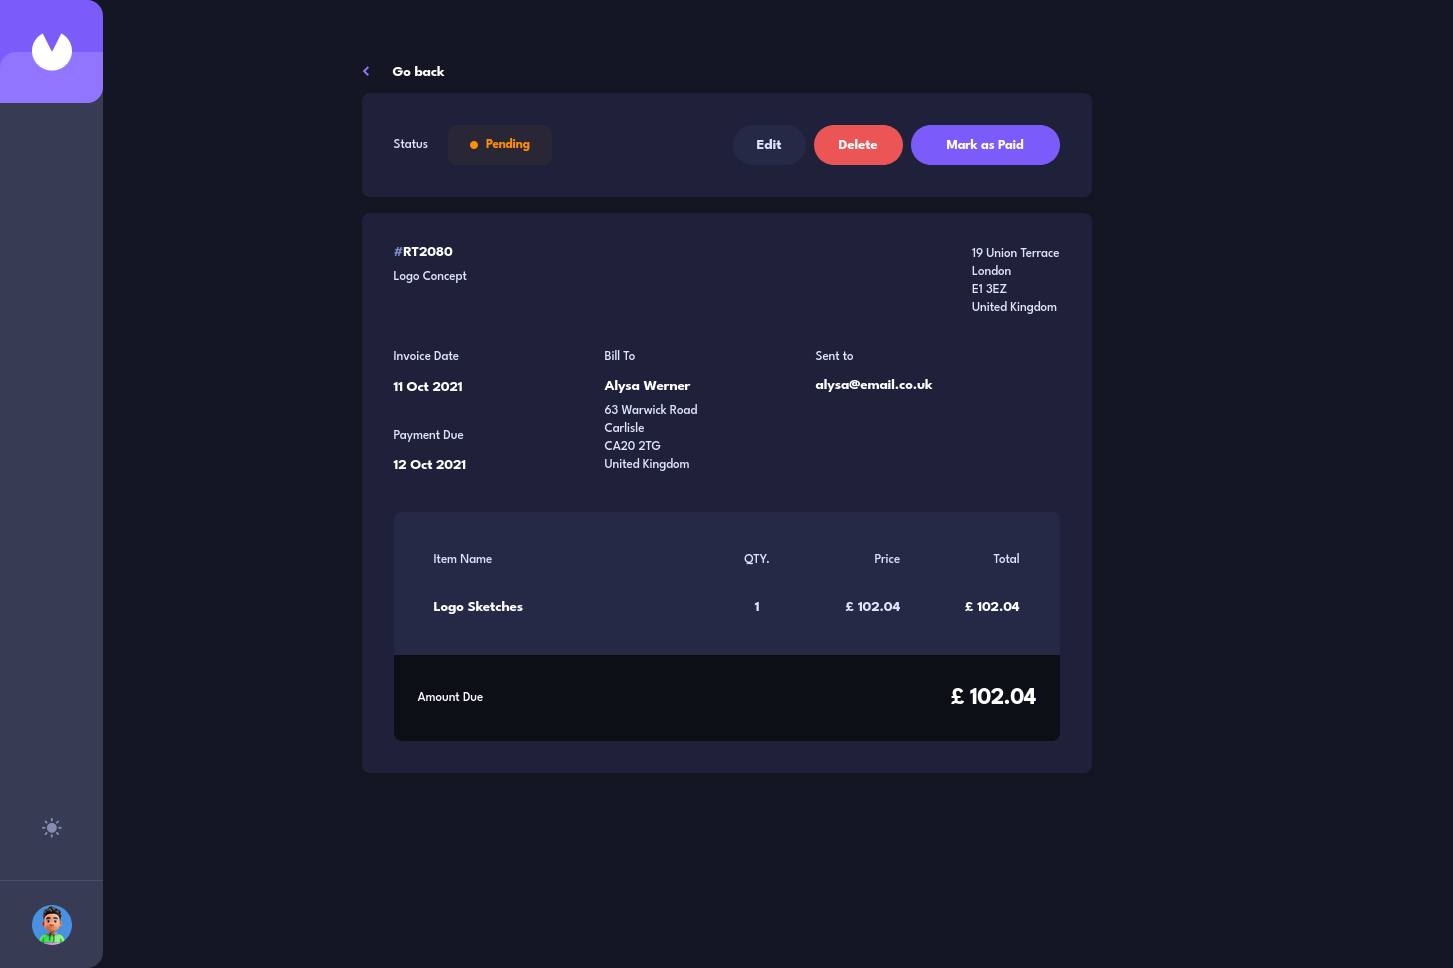 Go back
Status
Pending
Edit
Delete
Mark as Paid
#RT2080
Logo Concept
19 Union Terrace
London
E1 3EZ
United Kingdom
Invoice Date
11 Oct 2021
Payment Due
12 Oct 2021
Bill To
Alysa Werner
63 Warwick Road
Carlisle
CA20 2TG
United Kingdom
Sent to
alysa@email.co.uk
Item Name QTY. Price Total
Logo Sketches 1 £ 102.04 £ 102.04
Amount Due £ 102.04